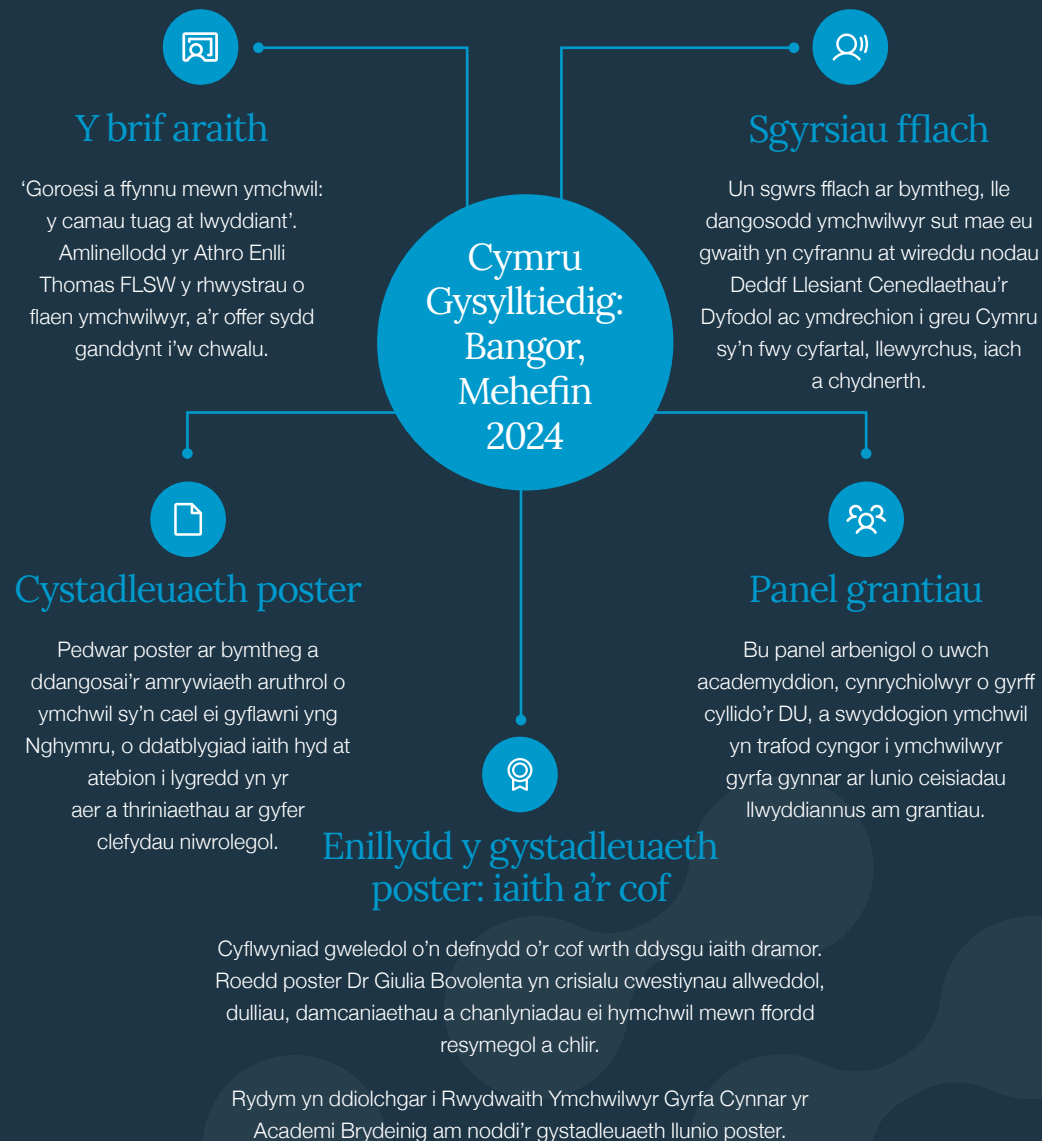 Y brif araith
'Goroesi a ffynnu mewn ymchwil:
y camau tuag at lwyddiant'.
Amlinellodd yr Athro Enlli
Thomas FLSW y rhwystrau o
flaen ymchwilwyr, a'r offer sydd
ganddynt i'w chwalu.
Sgyrsiau fflach
Un sgwrs fflach ar bymtheg, lle
dangosodd ymchwilwyr sut mae eu
gwaith yn cyfrannu at wireddu nodau
Deddf Llesiant Cenedlaethau'r
Dyfodol ac ymdrechion i greu Cymru
sy'n fwy cyfartal, llewyrchus, iach
a chydnerth.
Cymru
Gysylltiedig:
Bangor,
Mehefin
2024
Cystadleuaeth poster
Pedwar poster ar bymtheg a
ddangosai'r amrywiaeth aruthrol o
ymchwil sy'n cael ei gyflawni yng
Nghymru, o ddatblygiad iaith hyd at
atebion i lygredd yn yr
aer a thriniaethau ar gyfer
clefydau niwrolegol.
Panel grantiau
Bu panel arbenigol o uwch
academyddion, cynrychiolwyr o gyrff
cyllido'r DU, a swyddogion ymchwil
yn trafod cyngor i ymchwilwyr
gyrfa gynnar ar lunio ceisiadau
llwyddiannus am grantiau.
Enillydd y gystadleuaeth
poster: iaith a'r cof
Cyflwyniad gweledol o'n defnydd o'r cof wrth ddysgu iaith dramor.
Roedd poster Dr Giulia Bovolenta yn crisialu cwestiynau allweddol,
dulliau, damcaniaethau a chanlyniadau ei hymchwil mewn ffordd
resymegol a chlir.
Rydym yn ddiolchgar i Rwydwaith Ymchwilwyr Gyrfa Cynnar yr
Academi Brydeinig am noddi'r gystadleuaeth llunio poster.